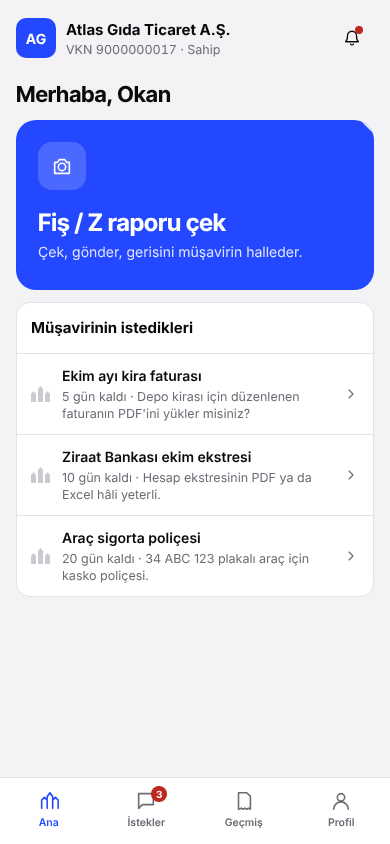 AG
Atlas Gıda Ticaret A.Ş.
VKN 9000000017 · Sahip
Merhaba, Okan
Fiş / Z raporu çek
Çek, gönder, gerisini müşavirin halleder.
Müşavirinin istedikleri
Ekim ayı kira faturası
5 gün kaldı · Depo kirası için düzenlenen
faturanın PDF'ini yükler misiniz?
Ziraat Bankası ekim ekstresi
10 gün kaldı · Hesap ekstresinin PDF ya da
Excel hâli yeterli.
Araç sigorta poliçesi
20 gün kaldı · 34 ABC 123 plakalı araç için
kasko poliçesi.
3
Ana
İstekler
Geçmiş
Profil